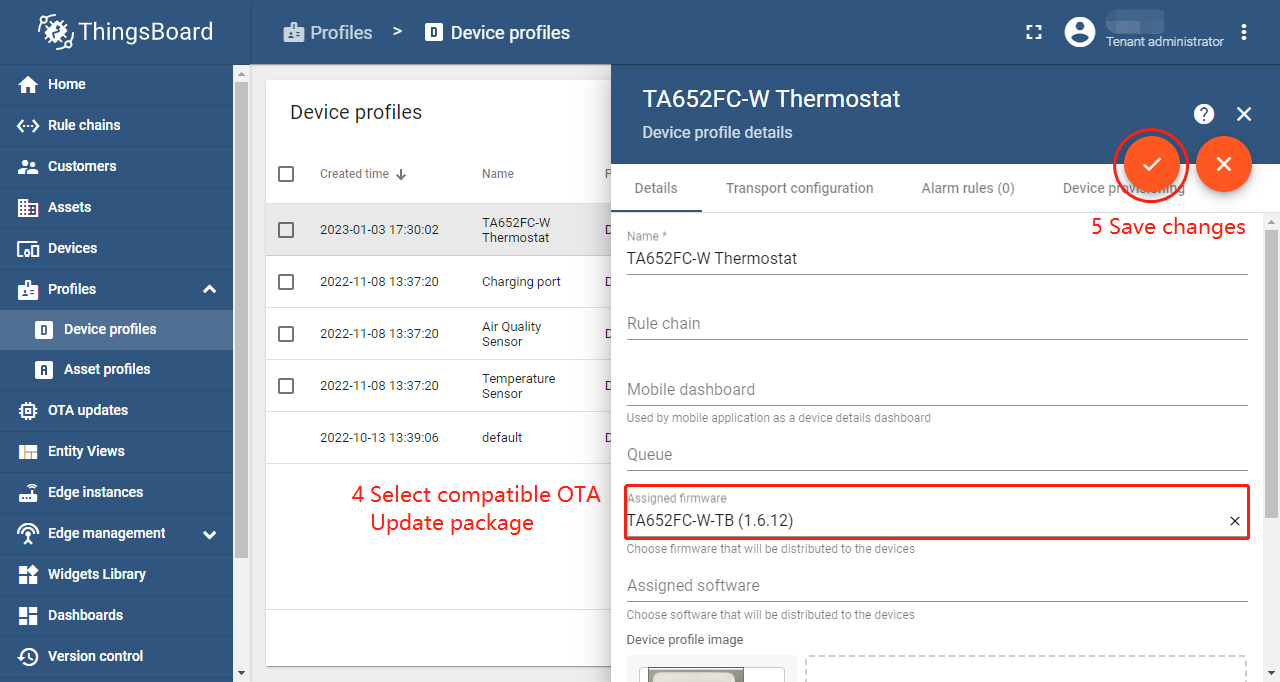 ThingsBoard
Profiles > D Device profiles
Tenant administrator
Home
Rule chains
Customers
Assets
Devices
Profiles
D Device profiles
A Asset profiles
OTA updates
Entity Views
Edge instances
Edge management
Widgets Library
Dashboards
Version control
Device profiles
Created time Name P
2023-01-03 17:30:02 TA652FC-W Thermostat D
2022-11-08 13:37:20 Charging port D
2022-11-08 13:37:20 Air Quality Sensor D
2022-11-08 13:37:20 Temperature Sensor D
2022-10-13 13:39:06 default D
4 Select compatible OTA
Update package
TA652FC-W Thermostat
Device profile details
Details Transport configuration Alarm rules (0) Device provisioning
5 Save changes
Name *
TA652FC-W Thermostat
Rule chain
Mobile dashboard
Used by mobile application as a device details dashboard
Queue
Assigned firmware
TA652FC-W-TB (1.6.12)
Choose firmware that will be distributed to the devices
Assigned software
Choose software that will be distributed to the devices
Device profile image